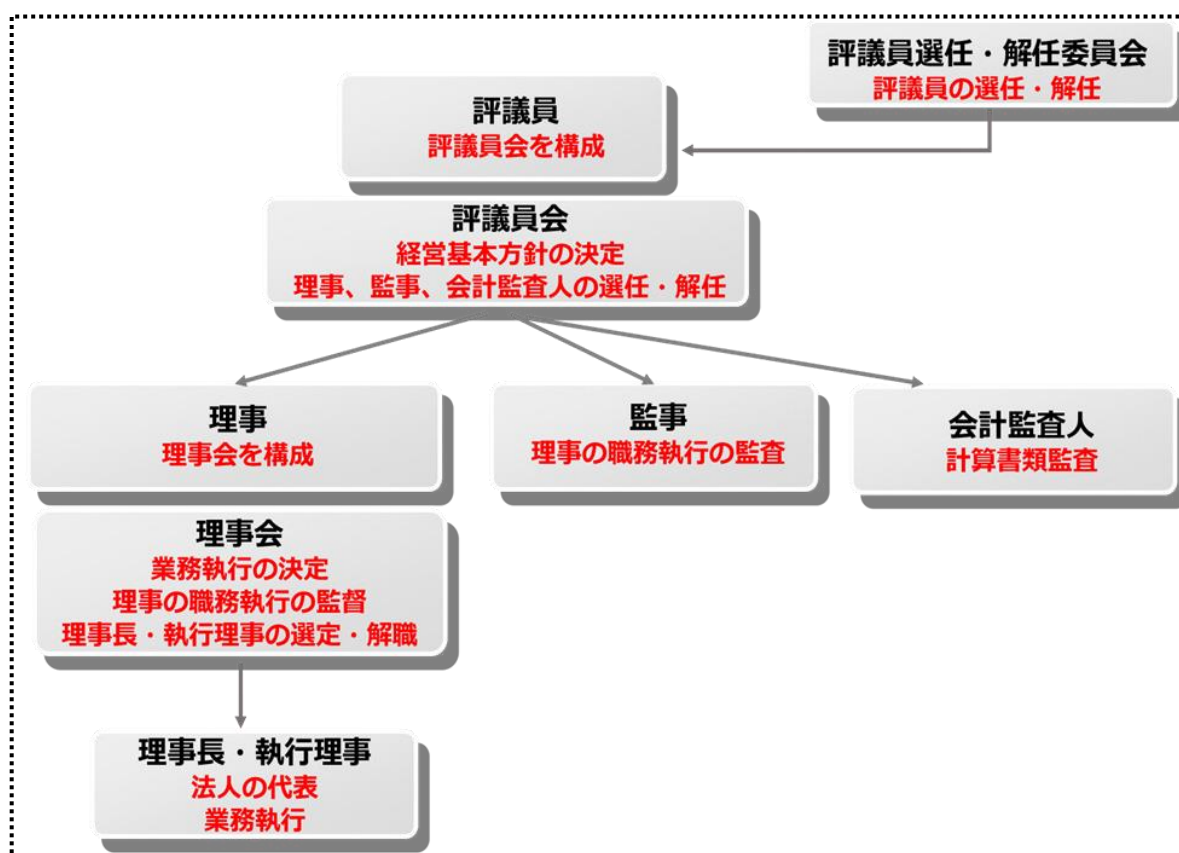 評議員選任・解任委員会
評議員の選任・解任
評議員
評議員会を構成
評議員会
経営基本方針の決定
理事、監事、会計監査人の選任・解任
理事
理事会を構成
監事
理事の職務執行の監査
会計監査人
計算書類監査
理事会
業務執行の決定
理事の職務執行の監督
理事長・執行理事の選定・解職
理事長・執行理事
法人の代表
業務執行